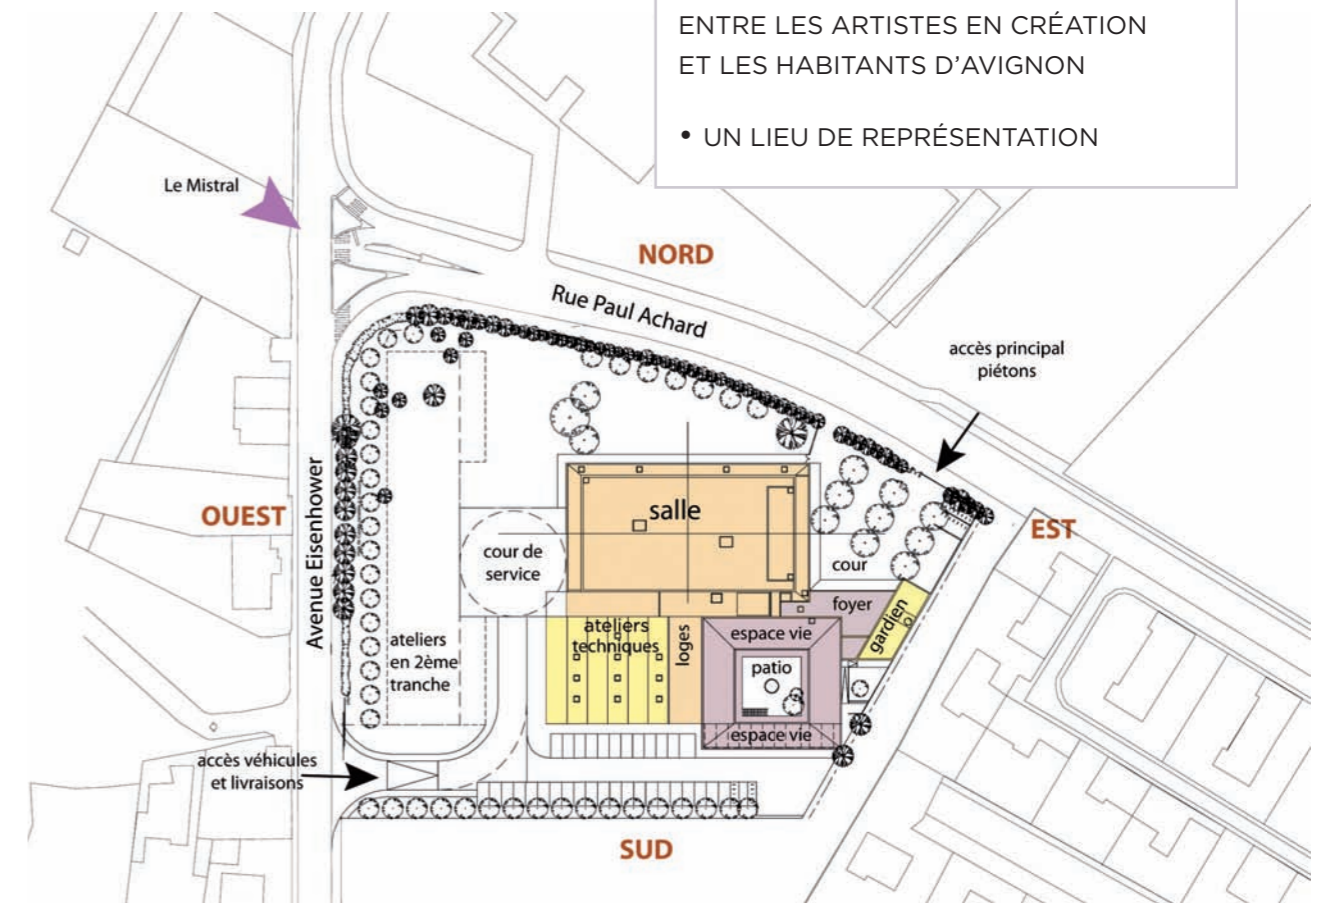 ENTRE LES ARTISTES EN CRÉATION
ET LES HABITANTS D’AVIGNON
• UN LIEU DE REPRÉSENTATION
Le Mistral
NORD
Rue Paul Achard
accès principal
piétons
OUEST
Avenue Eisenhower
salle
EST
cour de
service
cour
foyer
gardien
ateliers
techniques
loges
espace vie
patio
espace vie
ateliers
en 2ème
tranche
accès véhicules
et livraisons
SUD